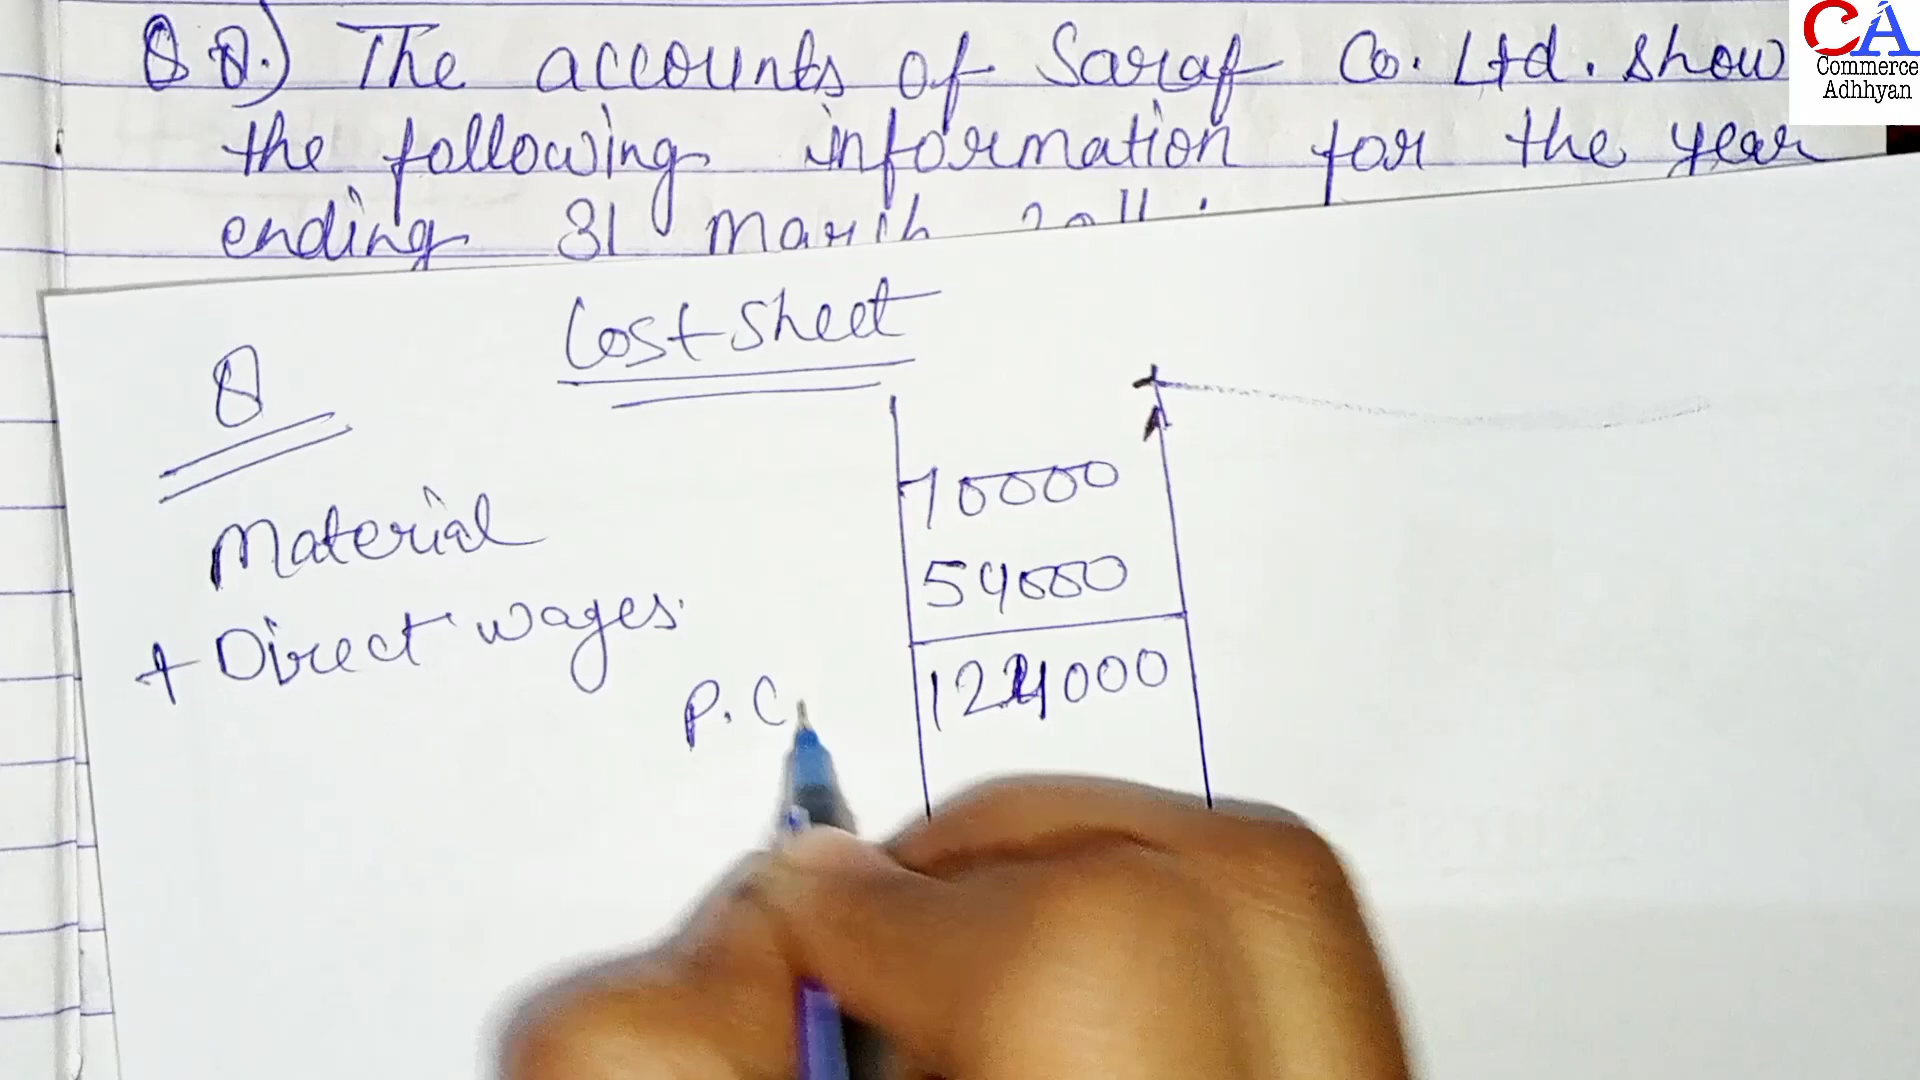 Q 8.) The accounts of Saraf Co. Ltd. show
the following information for the year
ending 31 march 2011
CA
Commerce
Adhhyan
Cost Sheet
Q
Material 70000
+ Direct wages. 54000
P.C 124000